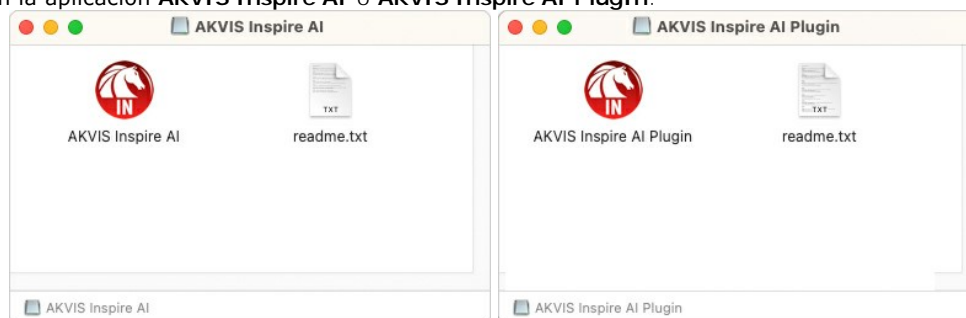 la aplicación AKVIS Inspire AI o AKVIS Inspire AI Plugin.
AKVIS Inspire AI
IN
TXT
AKVIS Inspire AI
readme.txt
AKVIS Inspire AI
AKVIS Inspire AI Plugin
IN
TXT
AKVIS Inspire AI Plugin
readme.txt
AKVIS Inspire AI Plugin